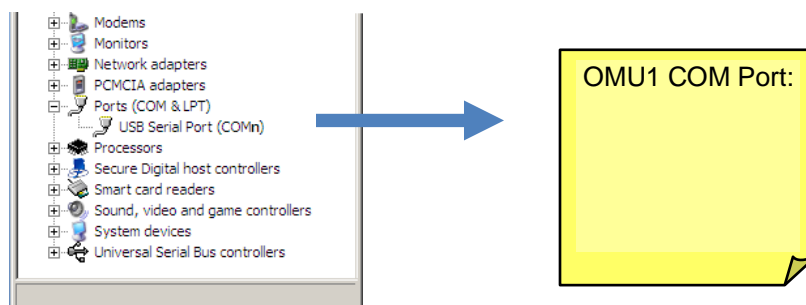 Modems
Monitors
Network adapters
PCMCIA adapters
Ports (COM & LPT)
USB Serial Port (COMn)
Processors
Secure Digital host controllers
Smart card readers
Sound, video and game controllers
System devices
Universal Serial Bus controllers
OMU1 COM Port: